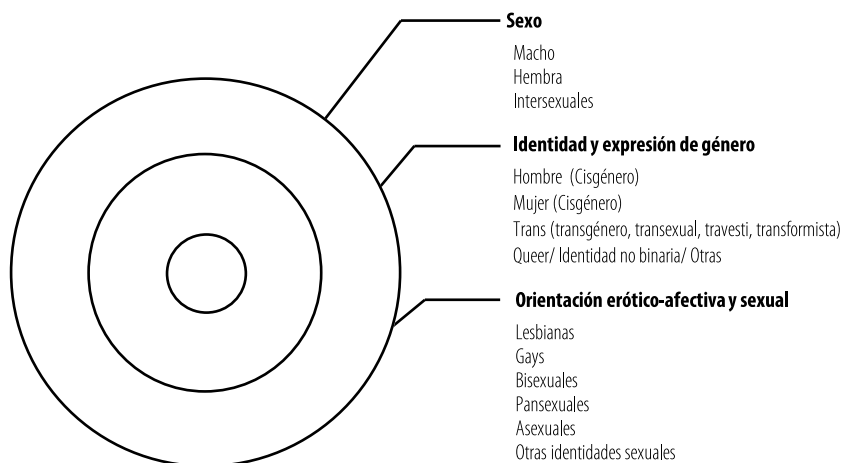 Sexo
Macho
Hembra
Intersexuales
Identidad y expresión de género
Hombre (Cisgénero)
Mujer (Cisgénero)
Trans (transgénero, transexual, travesti, transformista)
Queer/ Identidad no binaria/ Otras
Orientación erótico-afectiva y sexual
Lesbianas
Gays
Bisexuales
Pansexuales
Asexuales
Otras identidades sexuales